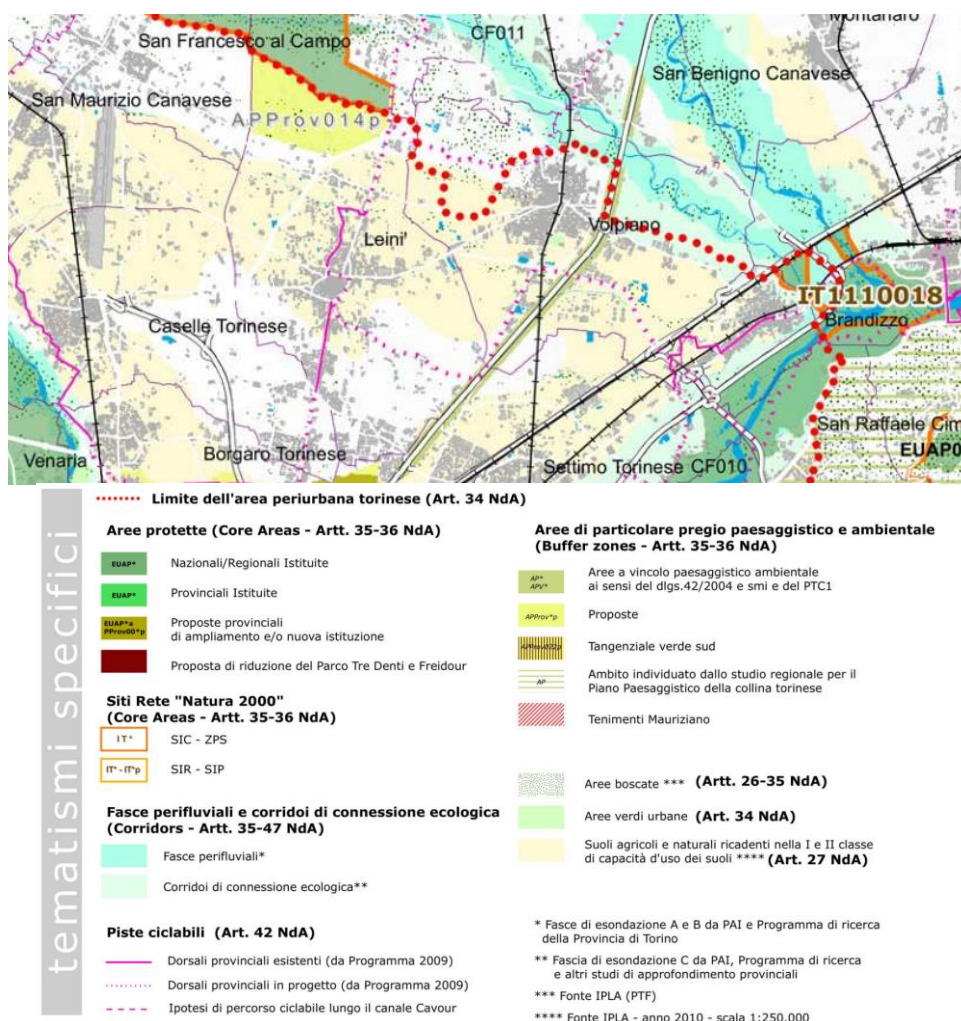 Montanaro
CF011
San Francesco al Campo
San Benigno Canavese
San Maurizio Canavese
APProv014p
Volpiano
Leini'
IT1110018
Brandizzo
Caselle Torinese
San Raffaele Cim
EUAP0
Venaria
Borgaro Torinese
Settimo Torinese CF010
tematismi specifici
Limite dell'area periurbana torinese (Art. 34 NdA)
Aree protette (Core Areas - Artt. 35-36 NdA)
EUAP* Nazionali/Regionali Istituite
EUAP* Provinciali Istituite
EUAP*a
PProv00*p
Proposte provinciali
di ampliamento e/o nuova istituzione
Proposta di riduzione del Parco Tre Denti e Freidour
Siti Rete "Natura 2000"
(Core Areas - Artt. 35-36 NdA)
IT* SIC - ZPS
IT* - IT*p SIR - SIP
Fasce perifluviali e corridoi di connessione ecologica
(Corridors - Artt. 35-47 NdA)
Fasce perifluviali*
Corridoi di connessione ecologica**
Piste ciclabili (Art. 42 NdA)
Dorsali provinciali esistenti (da Programma 2009)
Dorsali provinciali in progetto (da Programma 2009)
Ipotesi di percorso ciclabile lungo il canale Cavour
Aree di particolare pregio paesaggistico e ambientale
(Buffer zones - Artt. 35-36 NdA)
AP*
APV*
Aree a vincolo paesaggistico ambientale
ai sensi del dlgs.42/2004 e smi e del PTC1
APProv*p Proposte
APProv022p Tangenziale verde sud
AP
Ambito individuato dallo studio regionale per il
Piano Paesaggistico della collina torinese
Tenimenti Mauriziano
Aree boscate *** (Artt. 26-35 NdA)
Aree verdi urbane (Art. 34 NdA)
Suoli agricoli e naturali ricadenti nella I e II classe
di capacità d'uso dei suoli **** (Art. 27 NdA)
* Fasce di esondazione A e B da PAI e Programma di ricerca
della Provincia di Torino
** Fascia di esondazione C da PAI, Programma di ricerca
e altri studi di approfondimento provinciali
*** Fonte IPLA (PTF)
**** Fonte IPLA - anno 2010 - scala 1:250.000